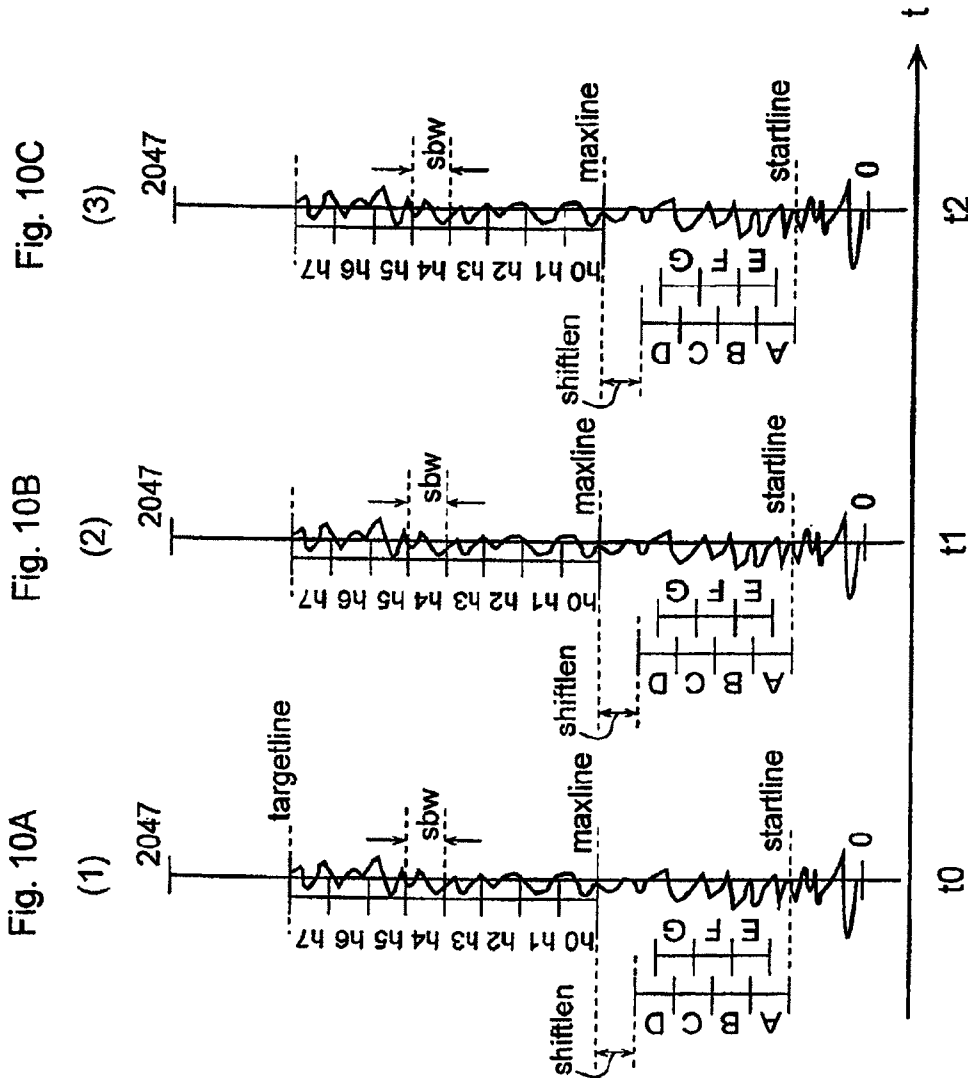 Fig. 10A
(1)
2047
targetline
sbw
h0 h1 h2 h3 h4 h5 h6 h7
maxline
shiftlen
A B C D
E F G
startline
0
t0
Fig. 10B
(2)
2047
sbw
h0 h1 h2 h3 h4 h5 h6 h7
maxline
shiftlen
A B C D
E F G
startline
0
t1
Fig. 10C
(3)
2047
sbw
h0 h1 h2 h3 h4 h5 h6 h7
maxline
shiftlen
A B C D
E F G
startline
0
t2
t